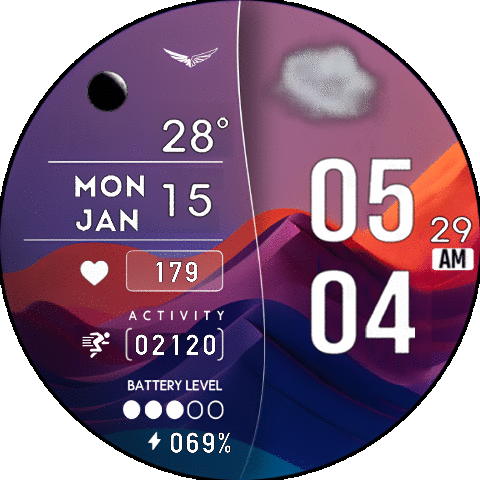 28°
MON 15
JAN
179
ACTIVITY
02120
BATTERY LEVEL
069%
05
29
AM
04